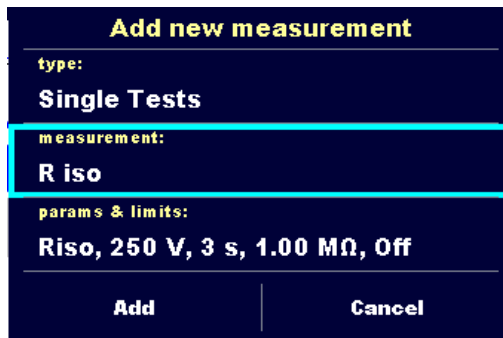 Add new measurement
type:
Single Tests
measurement:
R iso
params & limits:
Riso, 250 V, 3 s, 1.00 MΩ, Off
Add
Cancel